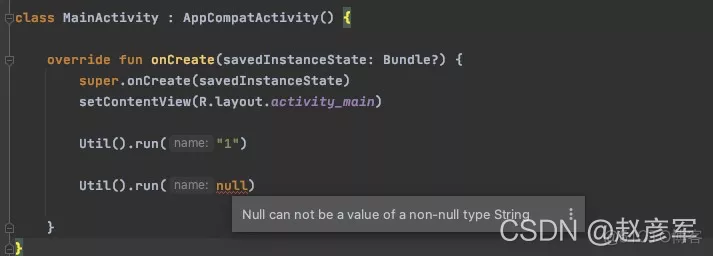 class MainActivity : AppCompatActivity() {
override fun onCreate(savedInstanceState: Bundle?) {
super.onCreate(savedInstanceState)
setContentView(R.layout.activity_main)
Util().run( name: "1")
Util().run( name: null)
Null can not be a value of a non-null type String
}
}
CSDN @赵彦军